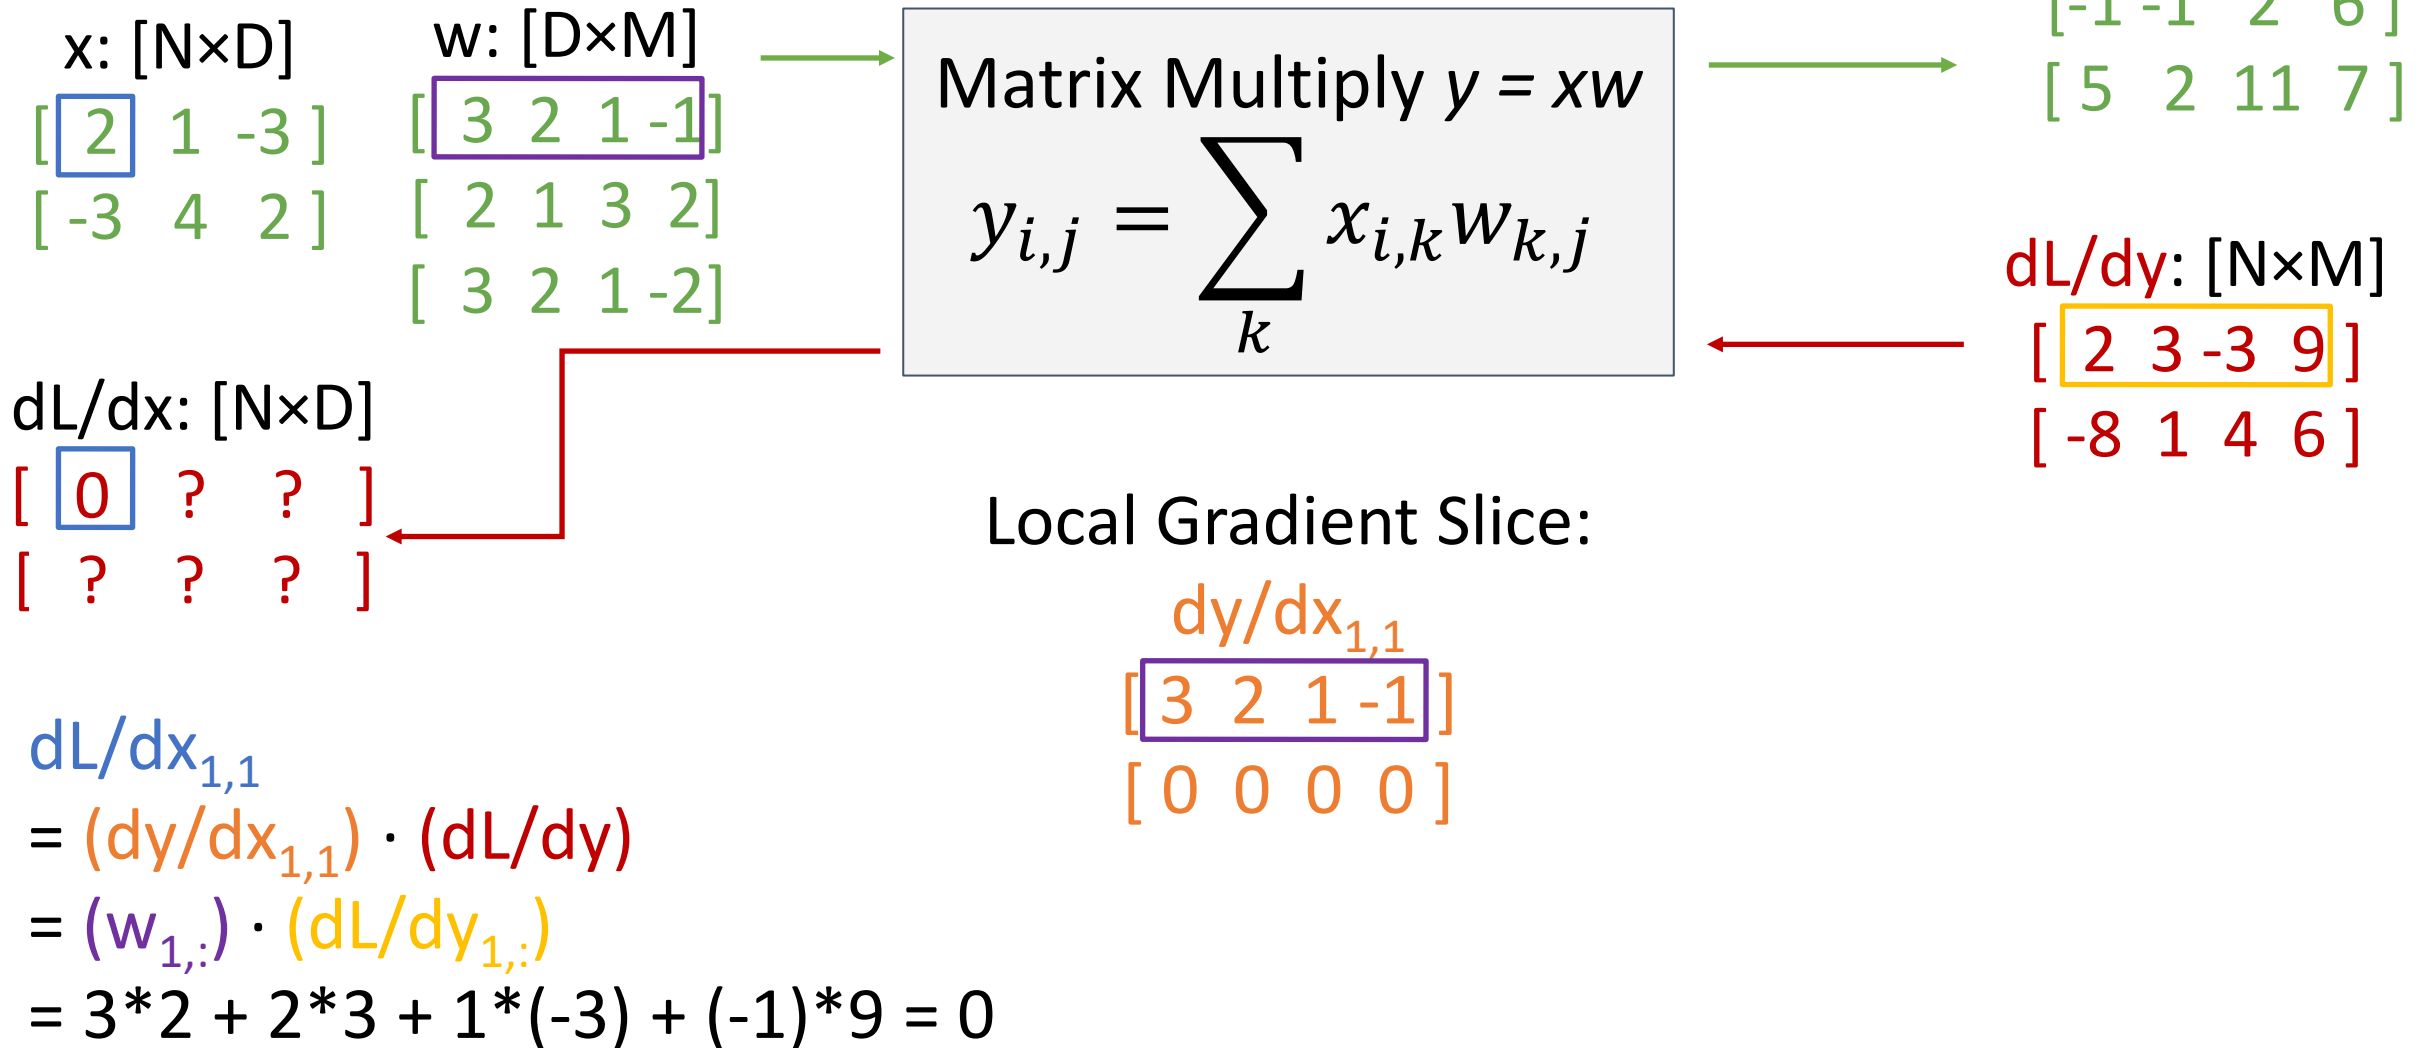 x: [N×D]
[ 2 1 -3 ]
[ -3 4 2 ]
w: [D×M]
[ 3 2 1 -1]
[ 2 1 3 2]
[ 3 2 1 -2]
Matrix Multiply y = xw
y_{i,j} = ∑_k x_{i,k} w_{k,j}
[-1 -1 2 6 ]
[ 5 2 11 7 ]
dL/dy: [N×M]
[ 2 3 -3 9 ]
[ -8 1 4 6 ]
dL/dx: [N×D]
[ 0 ? ? ]
[ ? ? ? ]
Local Gradient Slice:
dy/dx_{1,1}
[ 3 2 1 -1 ]
[ 0 0 0 0 ]
dL/dx_{1,1}
= (dy/dx_{1,1}) · (dL/dy)
= (w_{1,:}) · (dL/dy_{1,:})
= 3*2 + 2*3 + 1*(-3) + (-1)*9 = 0